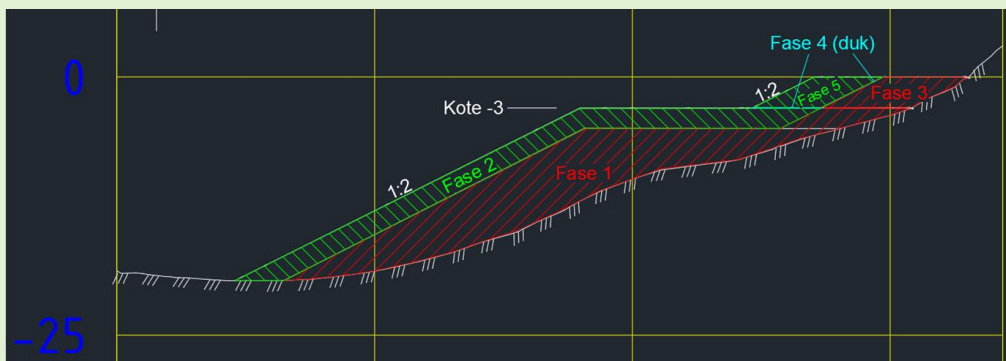 0
Fase 4 (duk)
1:2
Fase 5
Fase 3
Kote -3
Fase 1
Fase 2
1:2
-25